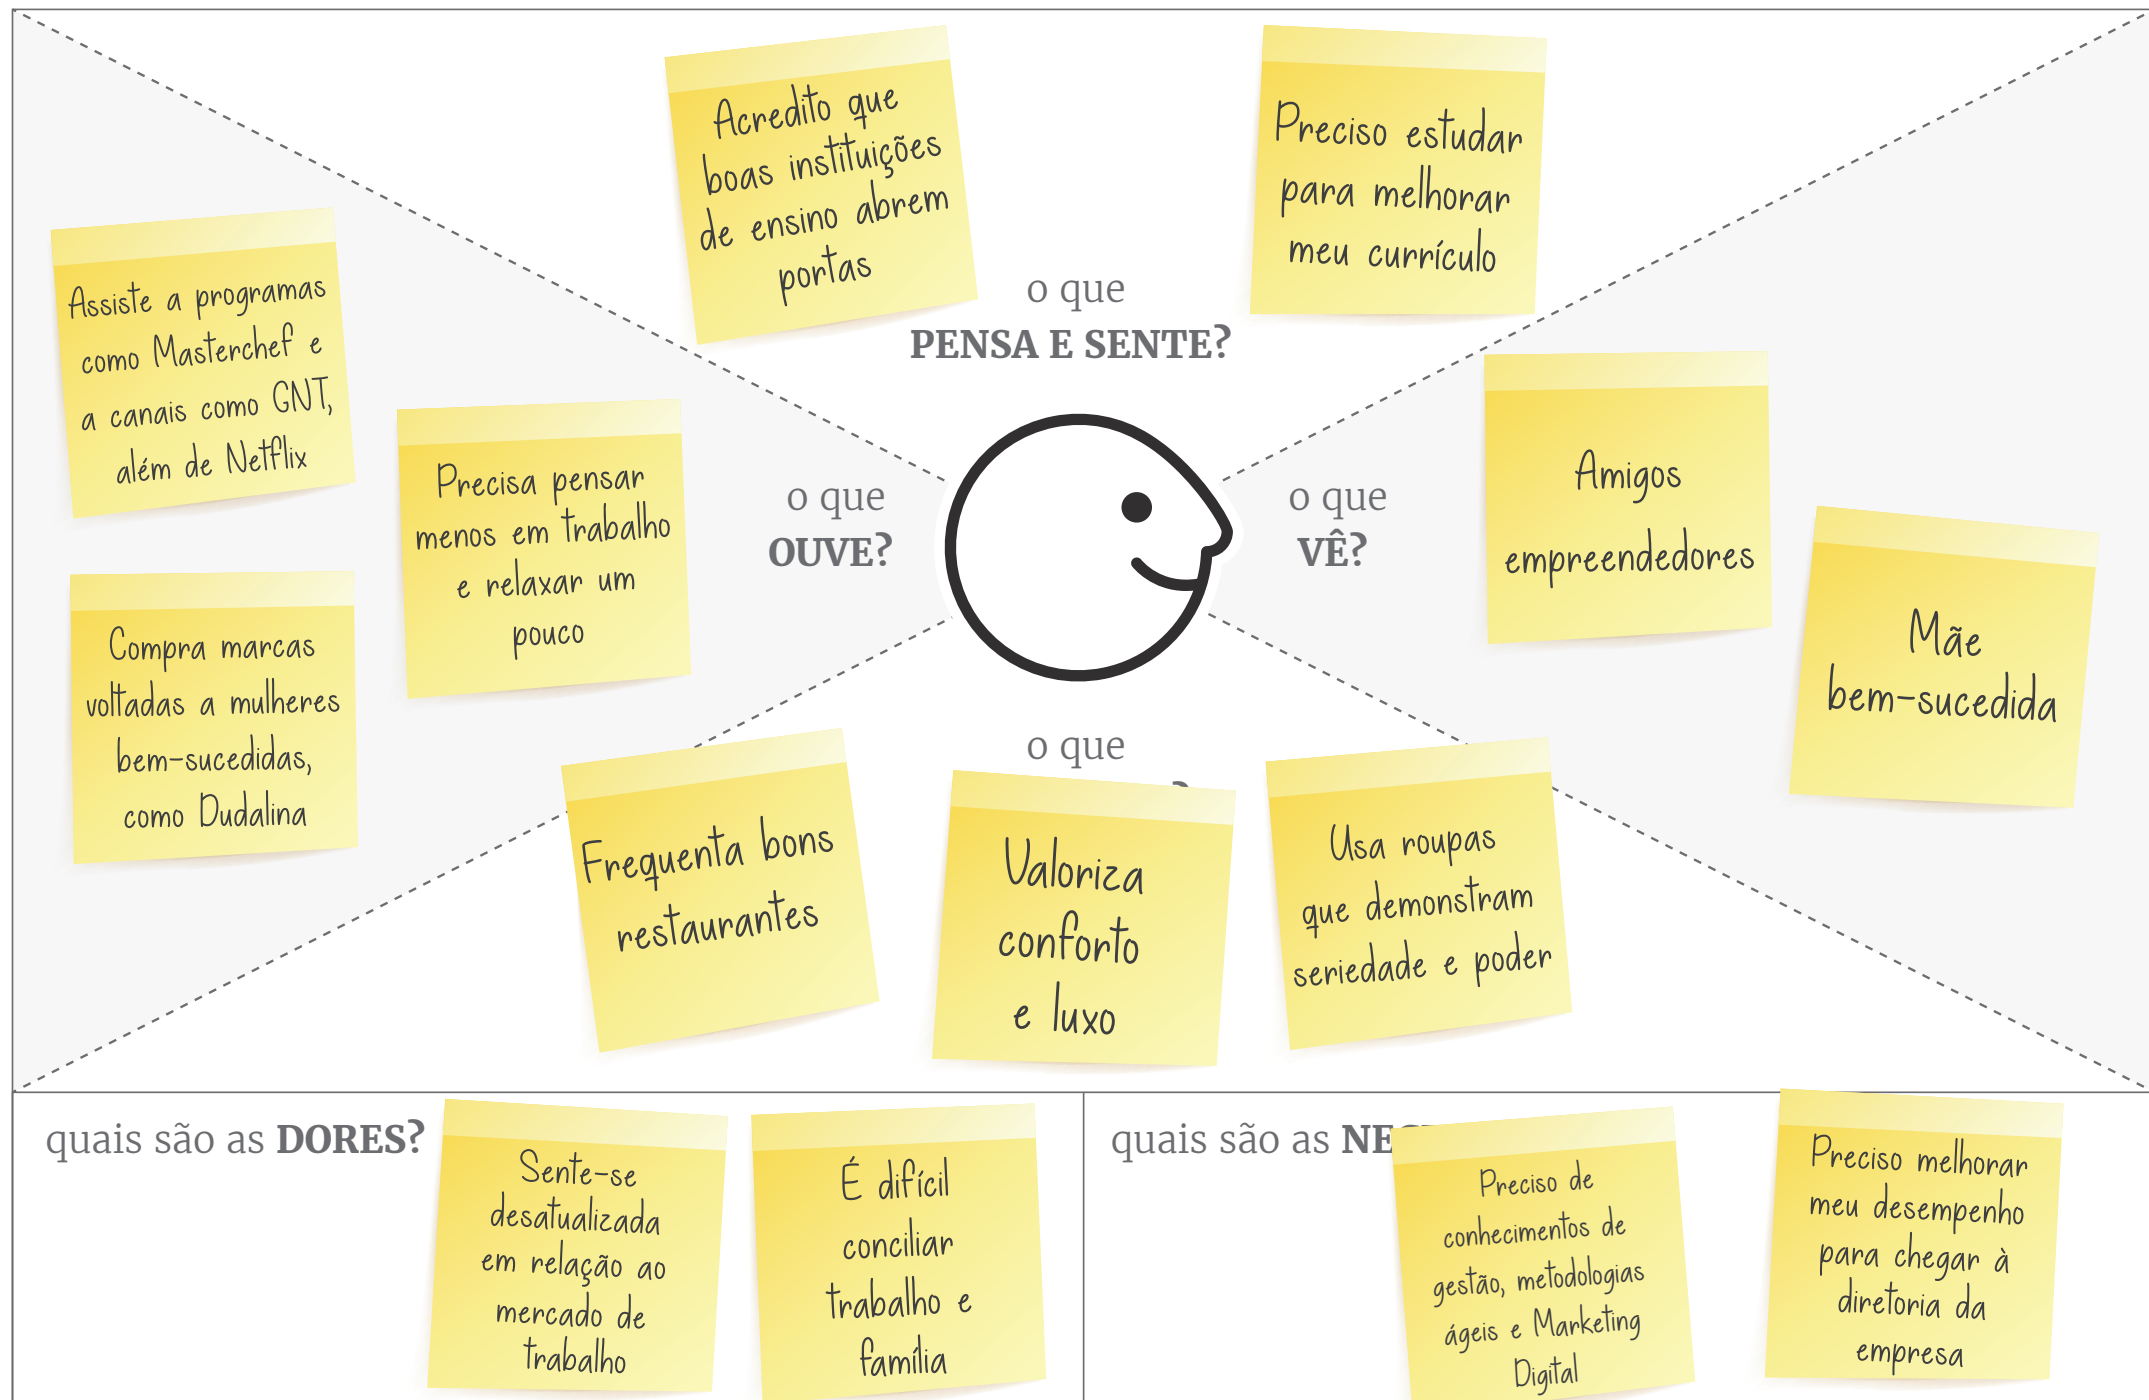 Acredito que
boas instituições
de ensino abrem
portas
Preciso estudar
para melhorar
meu currículo
o que
PENSA E SENTE?
Assiste a programas
como Masterchef e
a canais como GNT,
além de Netflix
Precisa pensar
menos em trabalho
e relaxar um
pouco
Compra marcas
voltadas a mulheres
bem-sucedidas,
como Dudalina
o que
OUVE?
o que
VÊ?
Amigos
empreendedores
Mãe
bem-sucedida
o que
Frequenta bons
restaurantes
Valoriza
conforto
e luxo
Usa roupas
que demonstram
seriedade e poder
quais são as DORES?
Sente-se
desatualizada
em relação ao
mercado de
trabalho
É difícil
conciliar
trabalho e
família
quais são as
Preciso de
conhecimentos de
gestão, metodologias
ágeis e Marketing
Digital
Preciso melhorar
meu desempenho
para chegar à
diretoria da
empresa